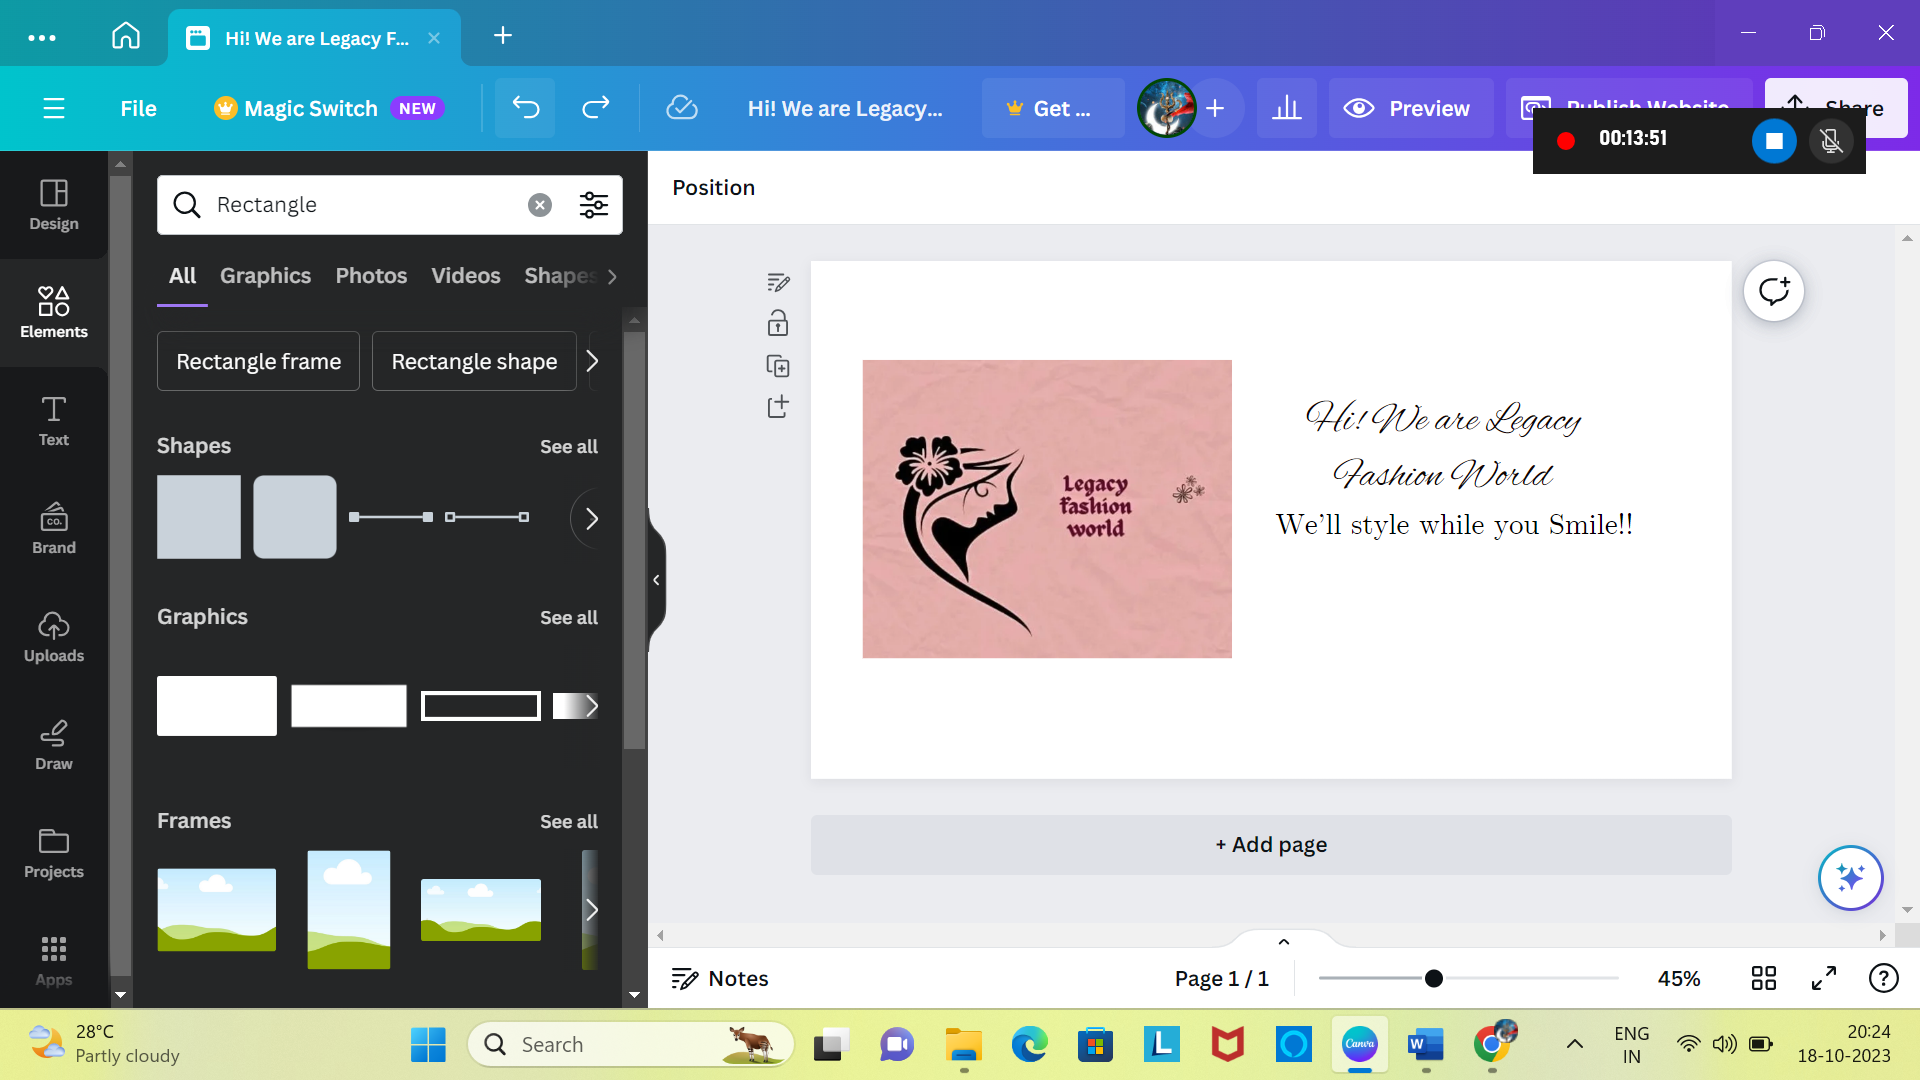 Hi! We are Legacy F...
File
Magic Switch NEW
Hi! We are Legacy...
Get ...
Preview
Publish Website
Share
00:13:51
Design
Elements
Text
Brand
CO.
Uploads
Draw
Projects
Apps
Rectangle
All Graphics Photos Videos Shapes
Rectangle frame Rectangle shape
Shapes See all
Graphics See all
Frames See all
Position
Legacy
fashion
world
Hi! We are Legacy
Fashion World
We'll style while you Smile!!
+ Add page
Notes
Page 1 / 1
45%
28°C
Partly cloudy
Search
L
Canva
W
ENG
IN
20:24
18-10-2023